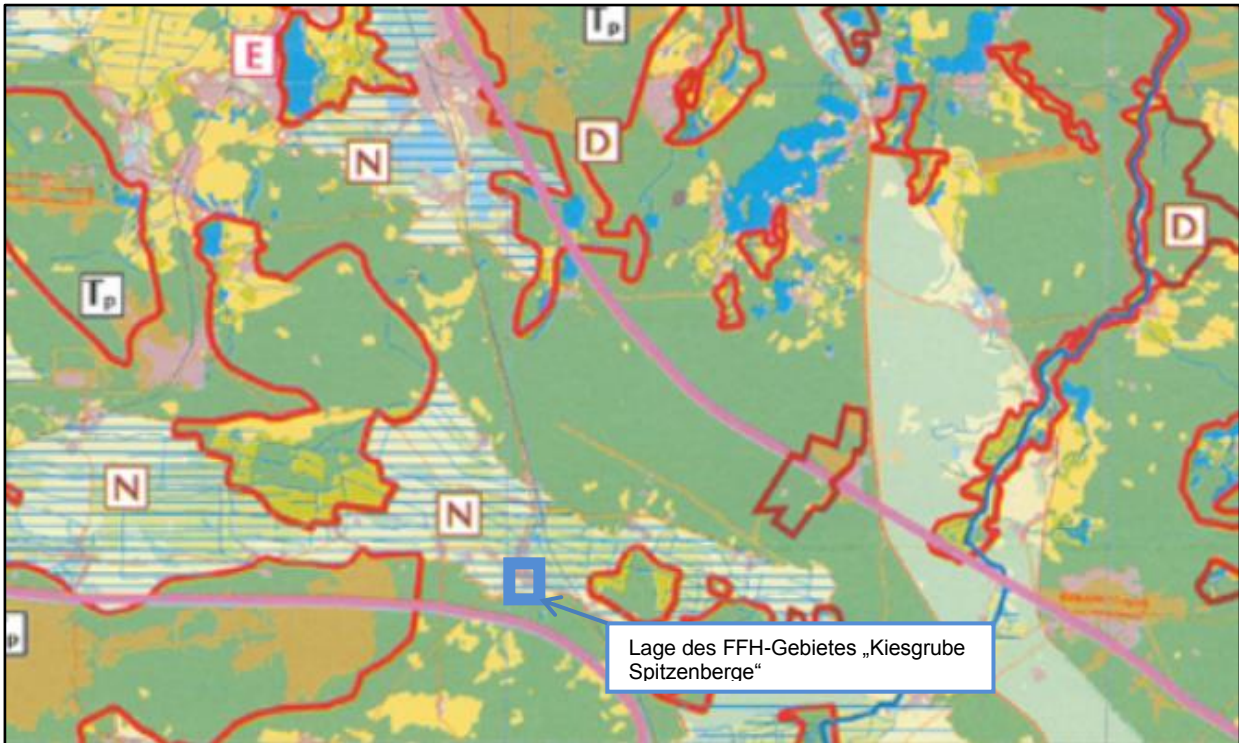 Tp
E
N
D
D
Tp
N
N
p
Lage des FFH-Gebietes „Kiesgrube
Spitzenberge“